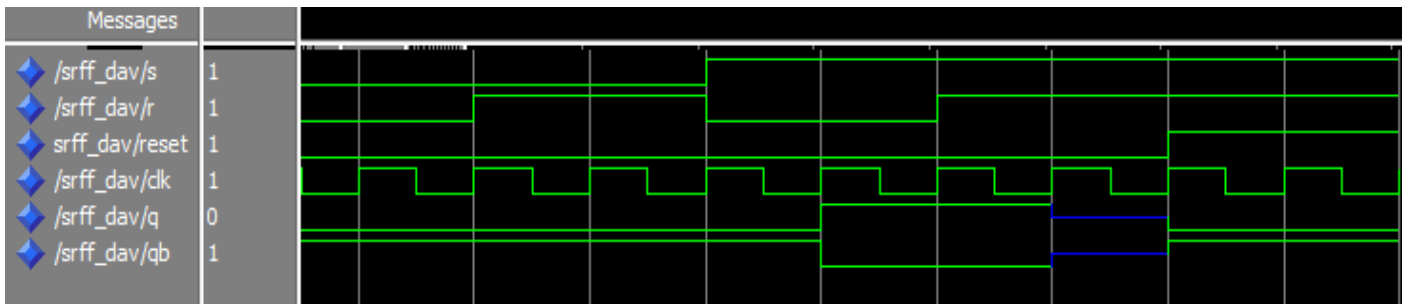 Messages
/srff_dav/s 1
/srff_dav/r 1
srff_dav/reset 1
/srff_dav/clk 1
/srff_dav/q 0
/srff_dav/qb 1